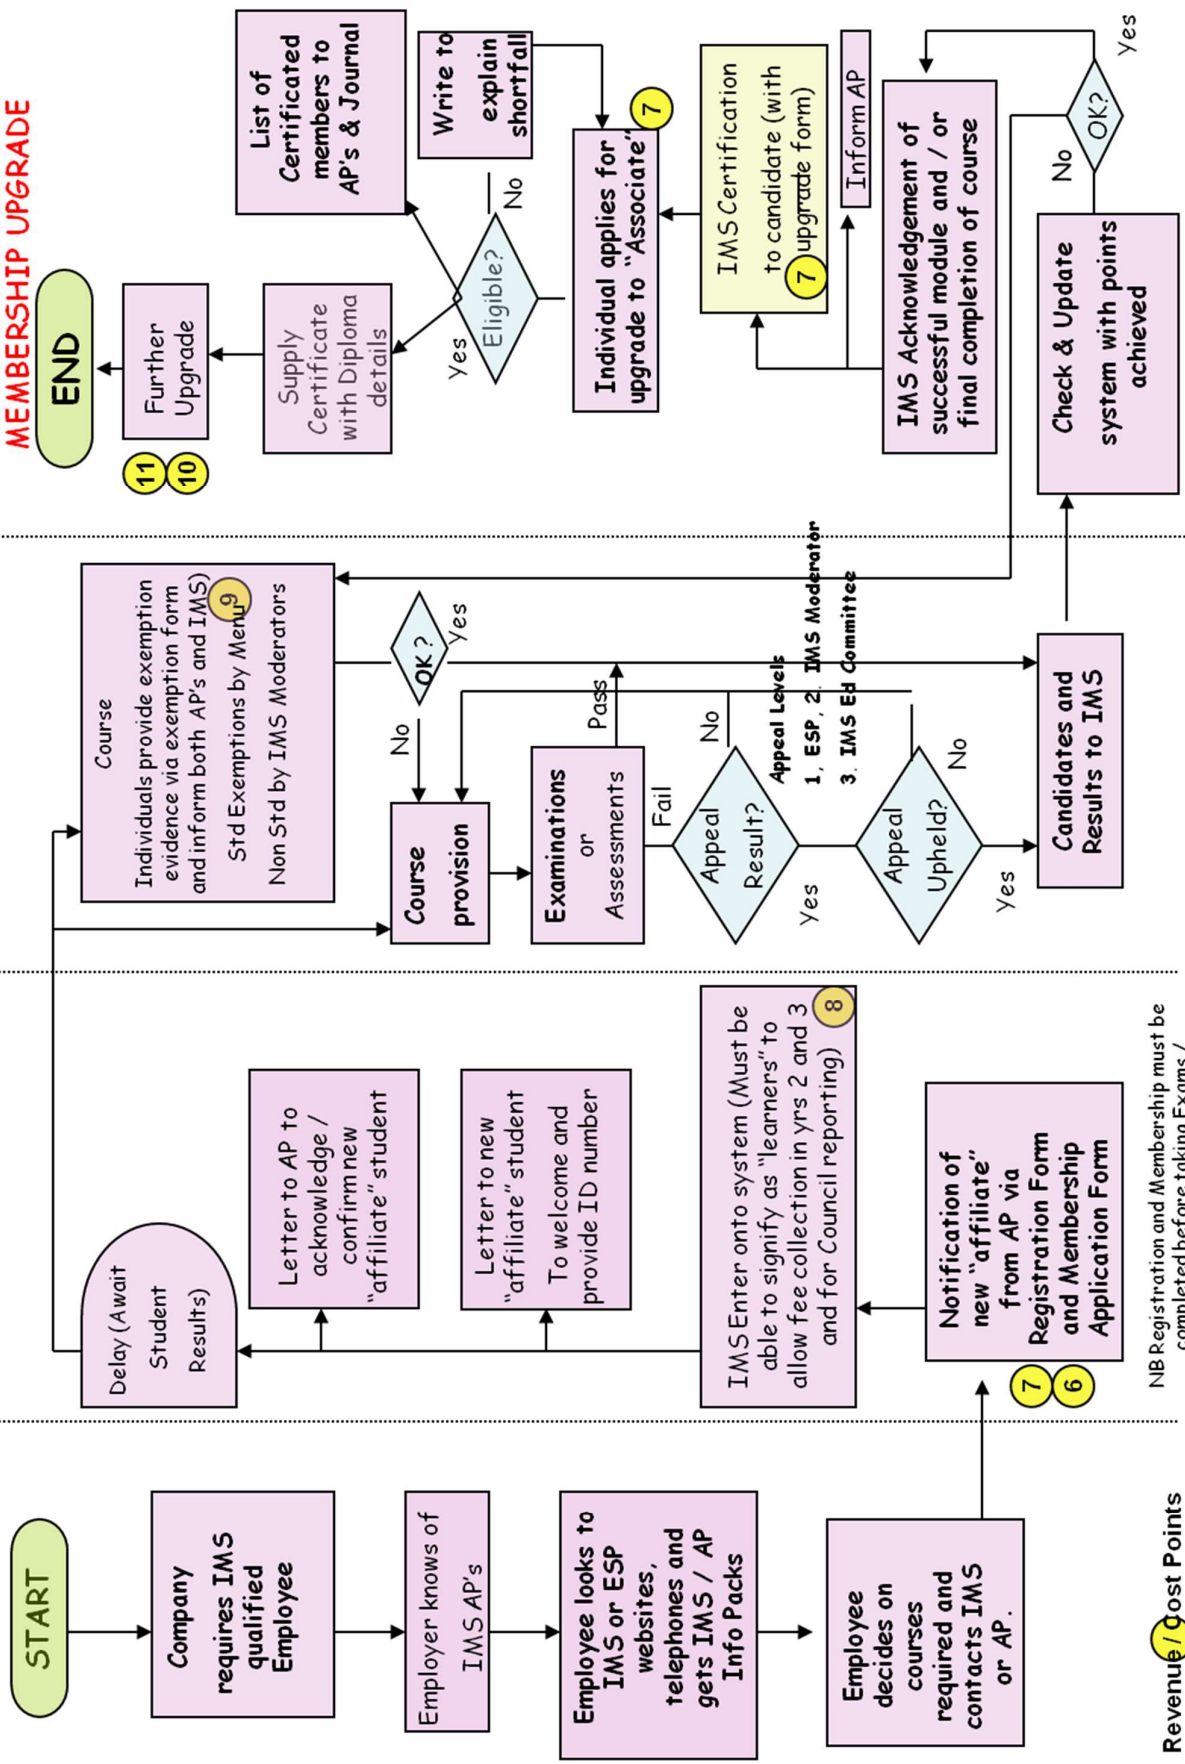 START
Company
requires IMS
qualified
Employee
Employer knows of
IMS AP's
Employee looks to
IMS or ESP
websites,
telephones and
gets IMS / AP
Info Packs
Employee
decides on
courses
required and
contacts IMS
or AP.
Revenue / Cost Points
Delay (Await
Student
Results)
Letter to AP to
acknowledge /
confirm new
“affiliate” student
Letter to new
“affiliate” student
To welcome and
provide ID number
IMS Enter onto system (Must be
able to signify as “learners” to
allow fee collection in yrs 2 and 3
and for Council reporting)
8
Notification of
new “affiliate”
from AP via
Registration Form
and Membership
Application Form
7
6
NB Registration and Membership must be
completed before taking Exams /
Course
Individuals provide exemption
evidence via exemption form
and inform both AP's and IMS)
Std Exemptions by Menu
9
Non Std by IMS Moderators
OK?
Yes
No
Course
provision
Examinations
or
Assessments
Pass
Fail
Appeal
Result?
No
Yes
Appeal Levels
1, ESP, 2. IMS Moderator
3. IMS Ed Committee
Appeal
Upheld?
No
Yes
Candidates and
Results to IMS
MEMBERSHIP UPGRADE
END
Further
Upgrade
11
10
Supply
Certificate
with Diploma
details
List of
Certificated
members to
AP's & Journal
Write to
explain
shortfall
Yes
Eligible?
No
Individual applies for
upgrade to “Associate”
7
IMS Certification
to candidate (with
upgrade form)
7
Inform AP
IMS Acknowledgement of
successful module and / or
final completion of course
Check & Update
system with points
achieved
No
OK?
Yes